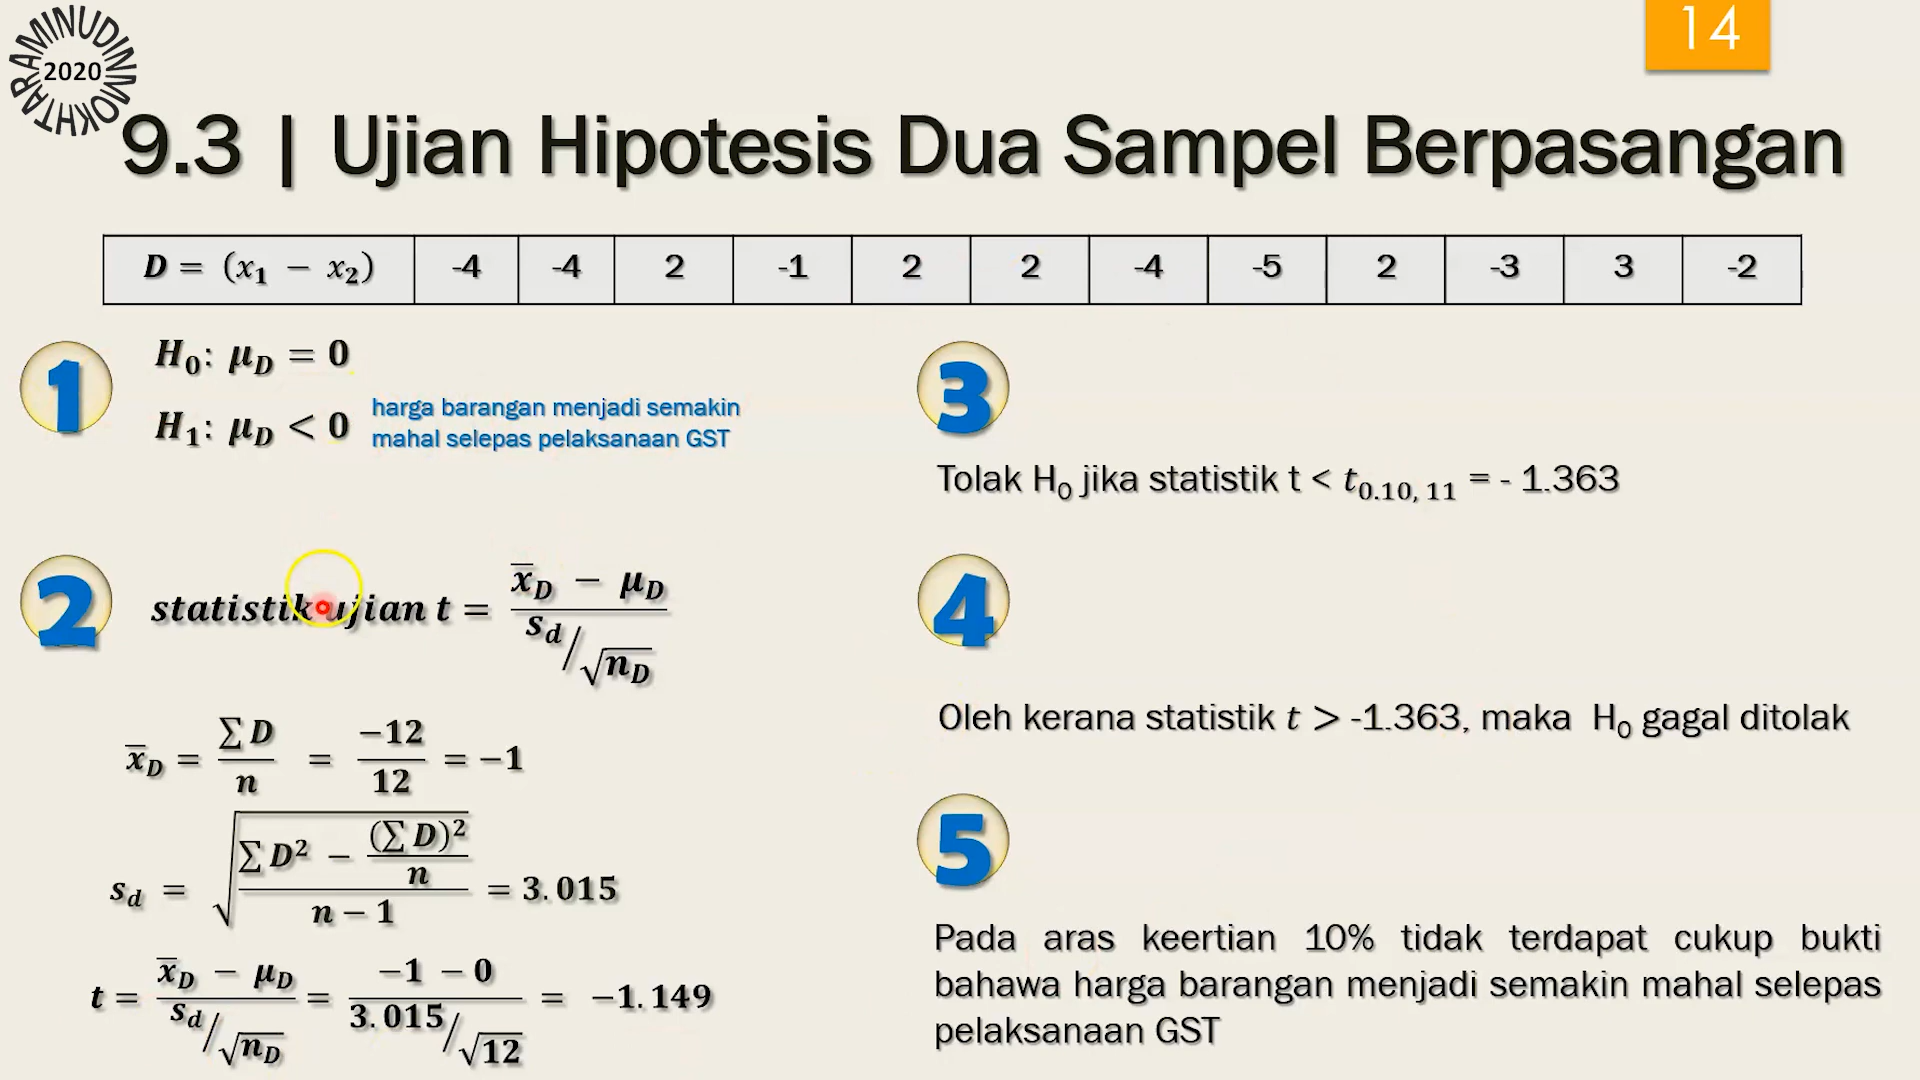 AMINUDIN MOKHTAR
2020
14
9.3 | Ujian Hipotesis Dua Sampel Berpasangan
D = (x₁ − x₂) -4 -4 2 -1 2 2 -4 -5 2 -3 3 -2
1
H₀: μ_D = 0
H₁: μ_D < 0
harga barangan menjadi semakin
mahal selepas pelaksanaan GST
2
statistik ujian t = (x̅_D − μ_D) / (s_d/√n_D)
x̅_D = ∑D/n = −12/12 = −1
s_d = √((∑D² − (∑D)²/n) / (n − 1)) = 3.015
t = (x̅_D − μ_D) / (s_d/√n_D) = (−1 − 0) / (3.015/√12) = −1.149
3
Tolak H₀ jika statistik t < t₀.₁₀, ₁₁ = - 1.363
4
Oleh kerana statistik t > -1.363, maka H₀ gagal ditolak
5
Pada aras keertian 10% tidak terdapat cukup bukti
bahawa harga barangan menjadi semakin mahal selepas
pelaksanaan GST